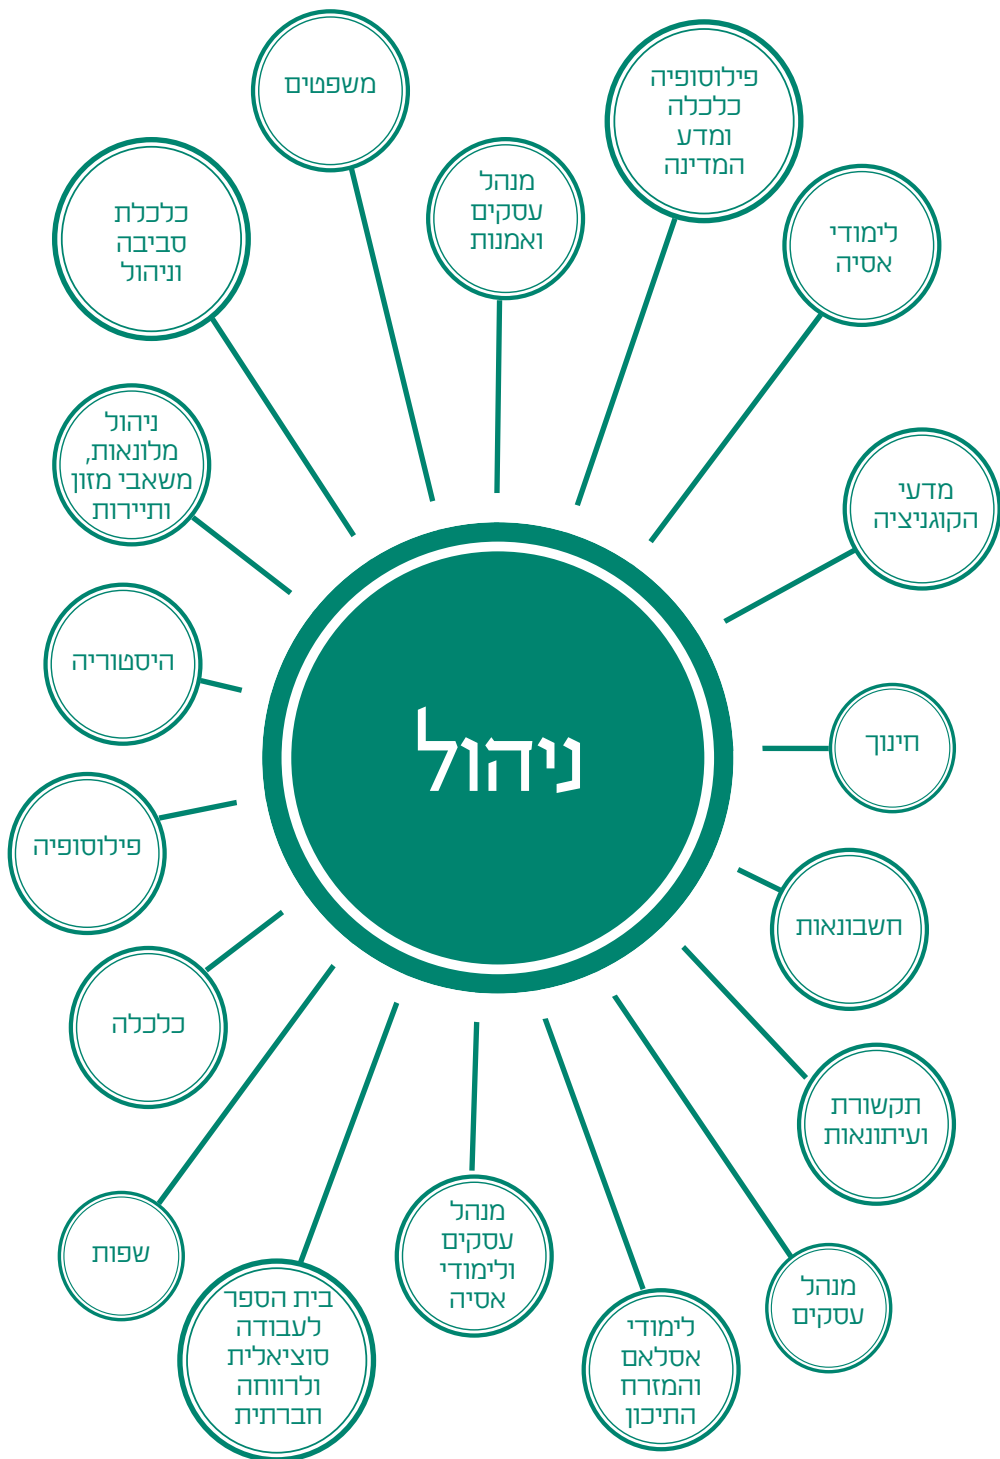 משפטים
פילוסופיה
כלכלה
ומדע
המדינה
מנהל
עסקים
ואמנות
כלכלת
סביבה
וניהול
לימודי
אסיה
ניהול
מלונאות,
משאבי מזון
ותיירות
מדעי
הקוגניציה
היסטוריה
ניהול
חינוך
פילוסופיה
חשבונאות
כלכלה
תקשורת
ועיתונאות
שפות
מנהל
עסקים
ולימודי
אסיה
מנהל
עסקים
בית הספר
לעבודה
סוציאלית
ולרווחה
חברתית
לימודי
אסלאם
והמזרח
התיכון